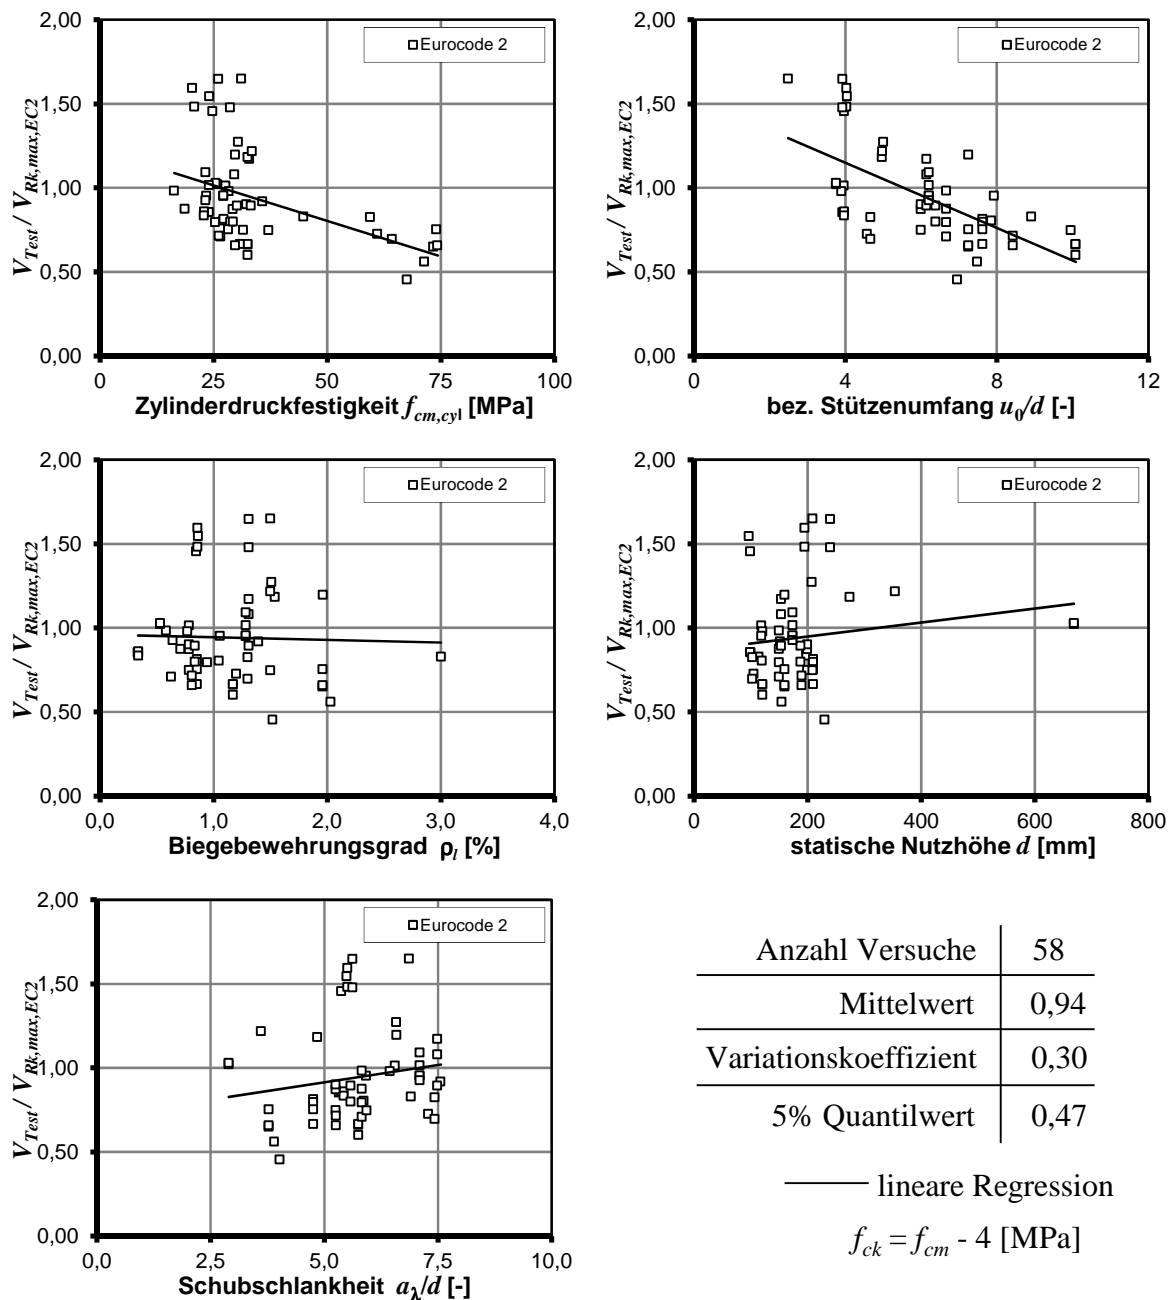 2,00
1,50
1,00
0,50
0,00
V_Test / V_Rk,max,EC2
Eurocode 2
0 25 50 75 100
Zylinderdruckfestigkeit f_cm,cyl [MPa]
2,00
1,50
1,00
0,50
0,00
V_Test / V_Rk,max,EC2
Eurocode 2
0 4 8 12
bez. Stützenumfang u_0/d [-]
2,00
1,50
1,00
0,50
0,00
V_Test / V_Rk,max,EC2
Eurocode 2
0,0 1,0 2,0 3,0 4,0
Biegebewehrungsgrad ρ_l [%]
2,00
1,50
1,00
0,50
0,00
V_Test / V_Rk,max,EC2
Eurocode 2
0 200 400 600 800
statische Nutzhöhe d [mm]
2,00
1,50
1,00
0,50
0,00
V_Test / V_Rk,max,EC2
Eurocode 2
0,0 2,5 5,0 7,5 10,0
Schubschlankheit a_λ/d [-]
Anzahl Versuche 58
Mittelwert 0,94
Variationskoeffizient 0,30
5% Quantilwert 0,47
lineare Regression
f_ck = f_cm - 4 [MPa]